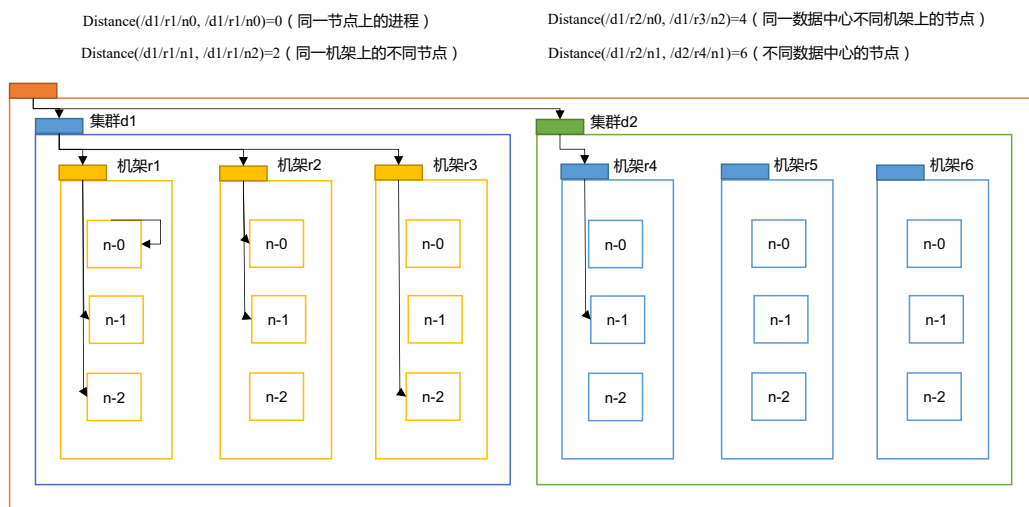 Distance(/d1/r1/n0, /d1/r1/n0)=0（同一节点上的进程）
Distance(/d1/r2/n0, /d1/r3/n2)=4（同一数据中心不同机架上的节点）
Distance(/d1/r1/n1, /d1/r1/n2)=2（同一机架上的不同节点）
Distance(/d1/r2/n1, /d2/r4/n1)=6（不同数据中心的节点）
集群d1
集群d2
机架r1
机架r2
机架r3
机架r4
机架r5
机架r6
n-0
n-0
n-0
n-0
n-0
n-0
n-1
n-1
n-1
n-1
n-1
n-1
n-2
n-2
n-2
n-2
n-2
n-2